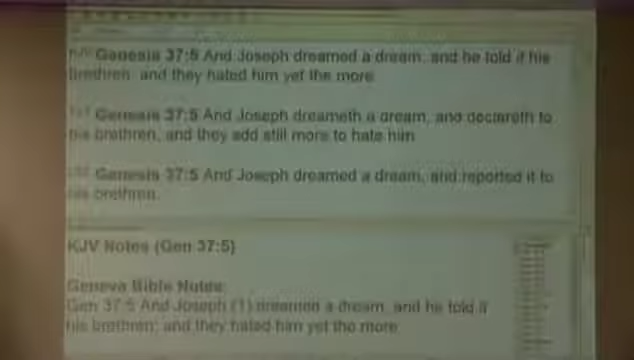 KJV Genesis 37:5 And Joseph dreamed a dream, and he told it his
brethren: and they hated him yet the more
Genesis 37:5 And Joseph dreameth a dream, and declareth to
his brethren, and they add still more to hate him
Genesis 37:5 And Joseph dreamed a dream, and reported it to
his brethren.
KJV Notes (Gen 37:5)
Geneva Bible Notes:
Gen 37:5 And Joseph (1) dreamed a dream, and he told it
his brethren; and they hated him yet the more